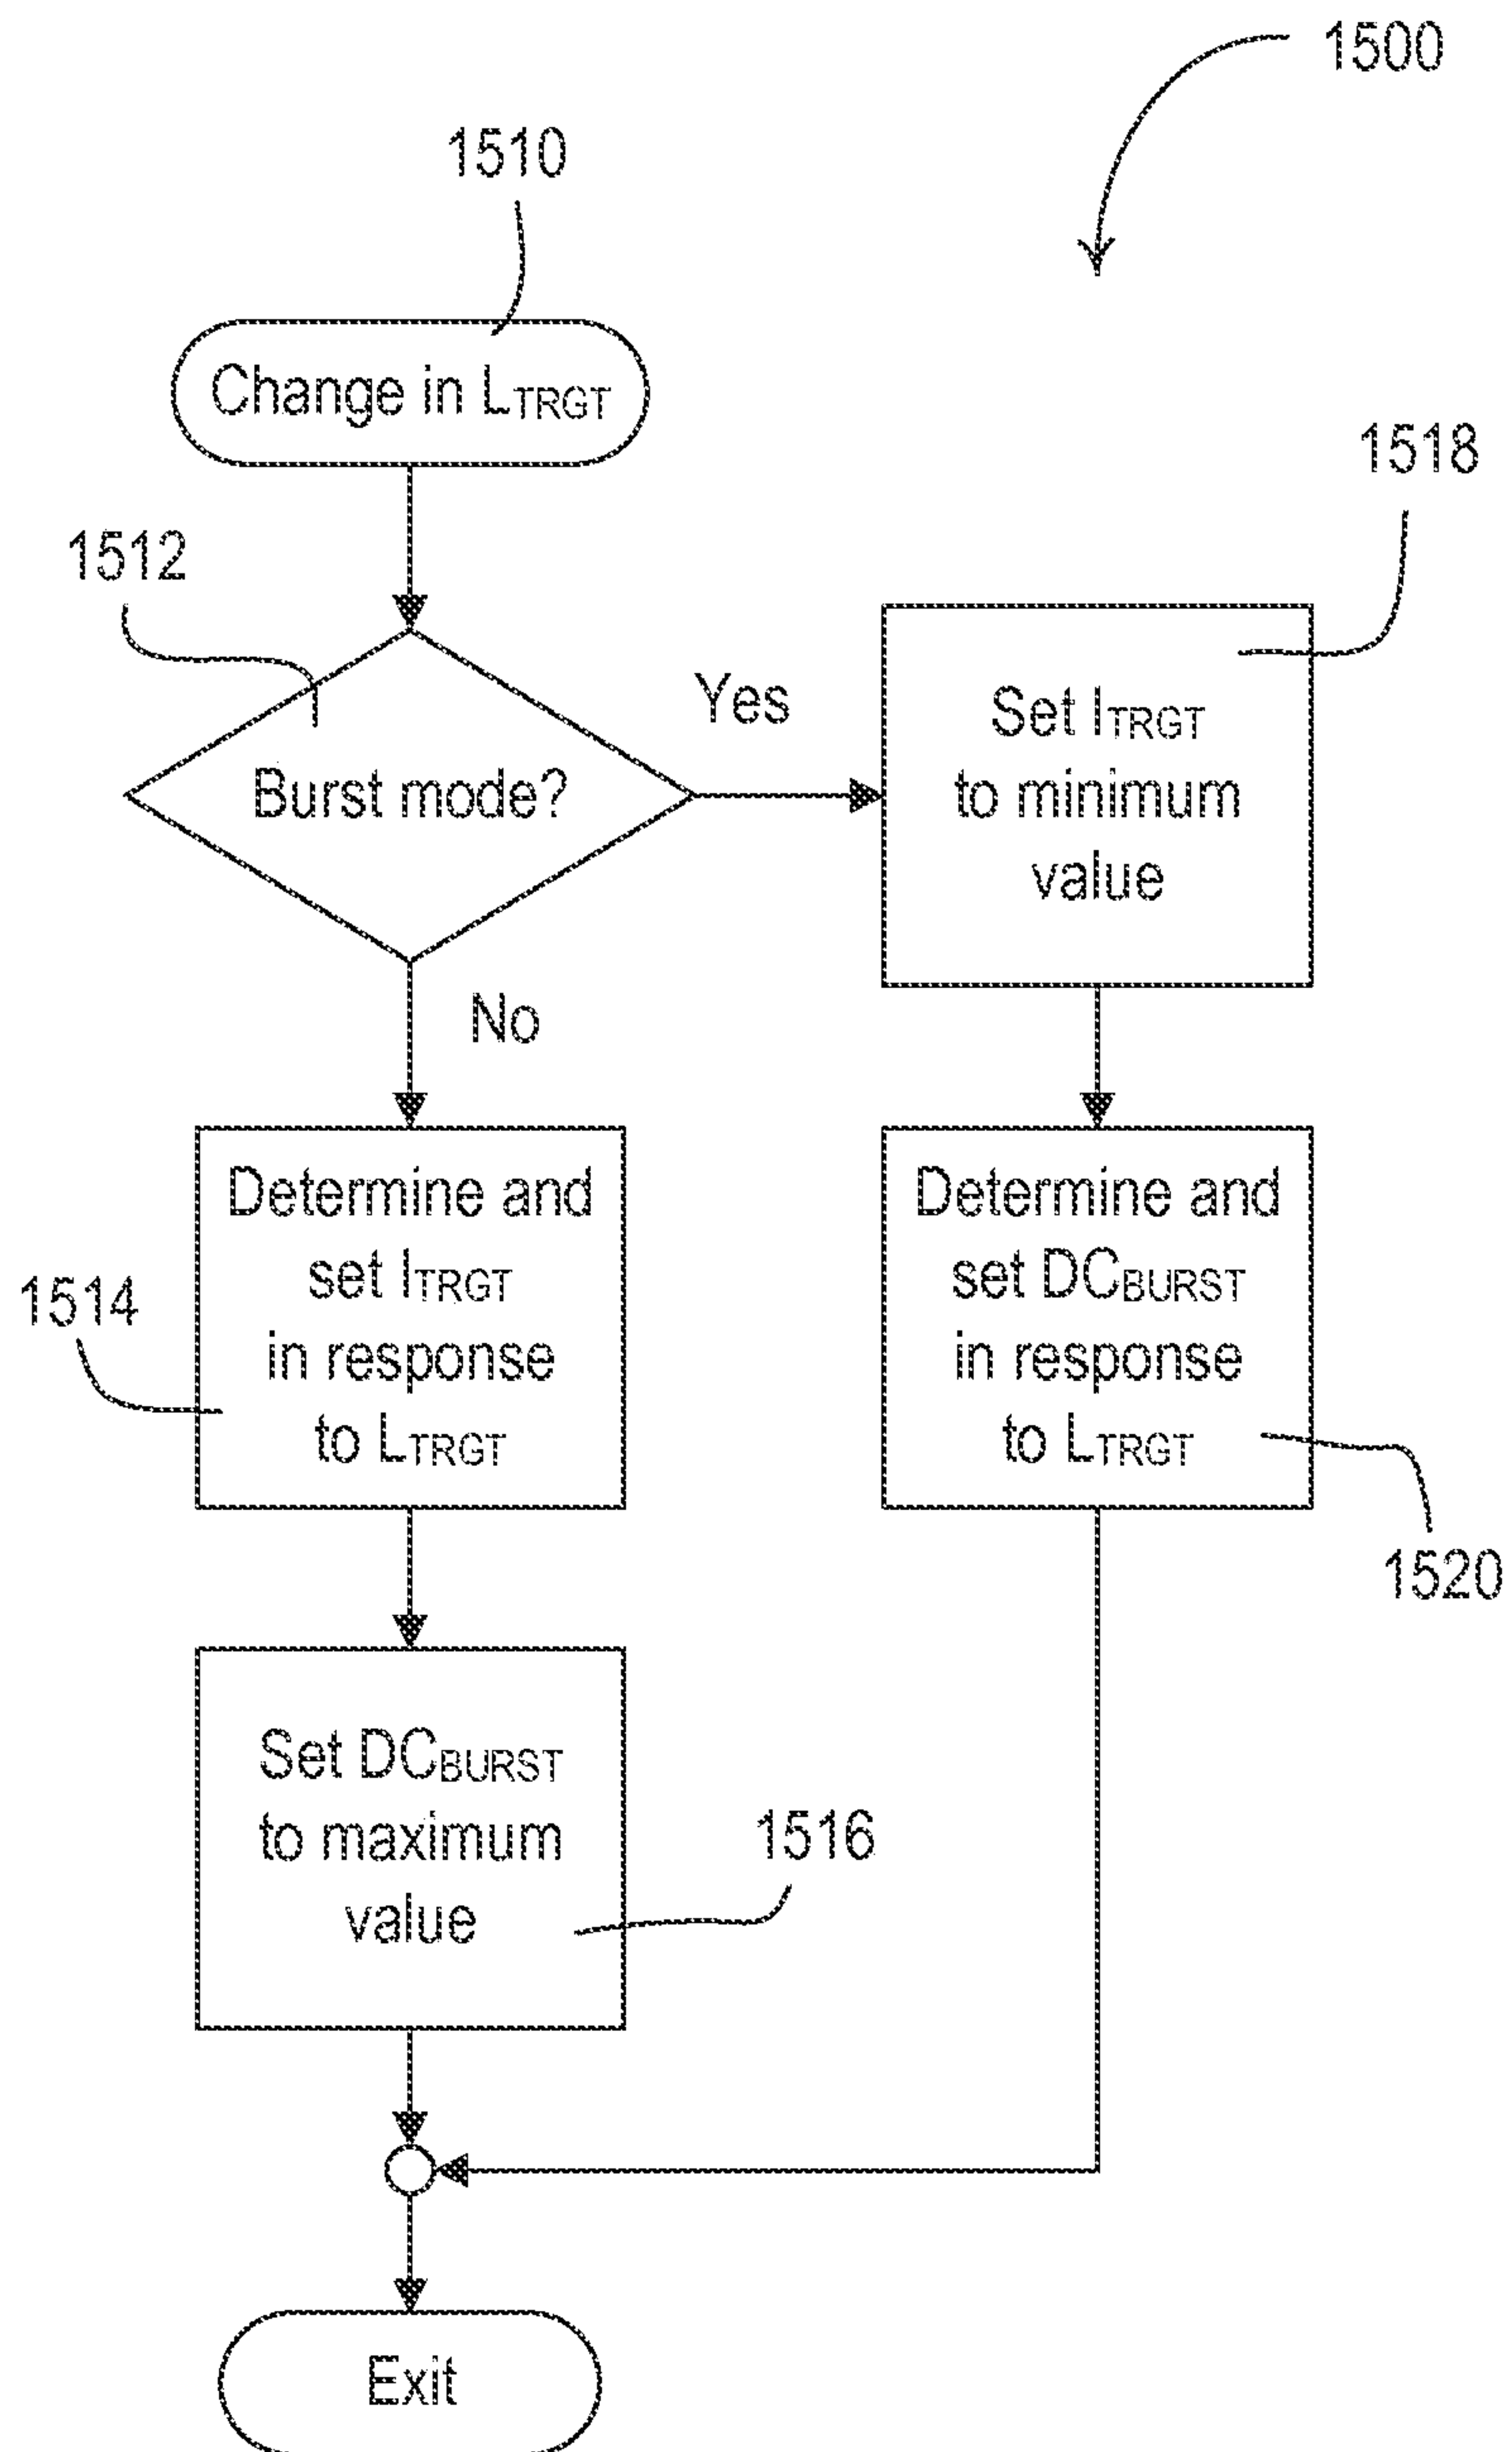 1500
1510
Change in LTRGT
1518
1512
Burst mode?
Yes
Set ITRGT
to minimum
value
No
Determine and
set ITRGT
in response
to LTRGT
1514
Determine and
set DCBURST
in response
to LTRGT
1520
Set DCBURST
to maximum
value
1516
Exit